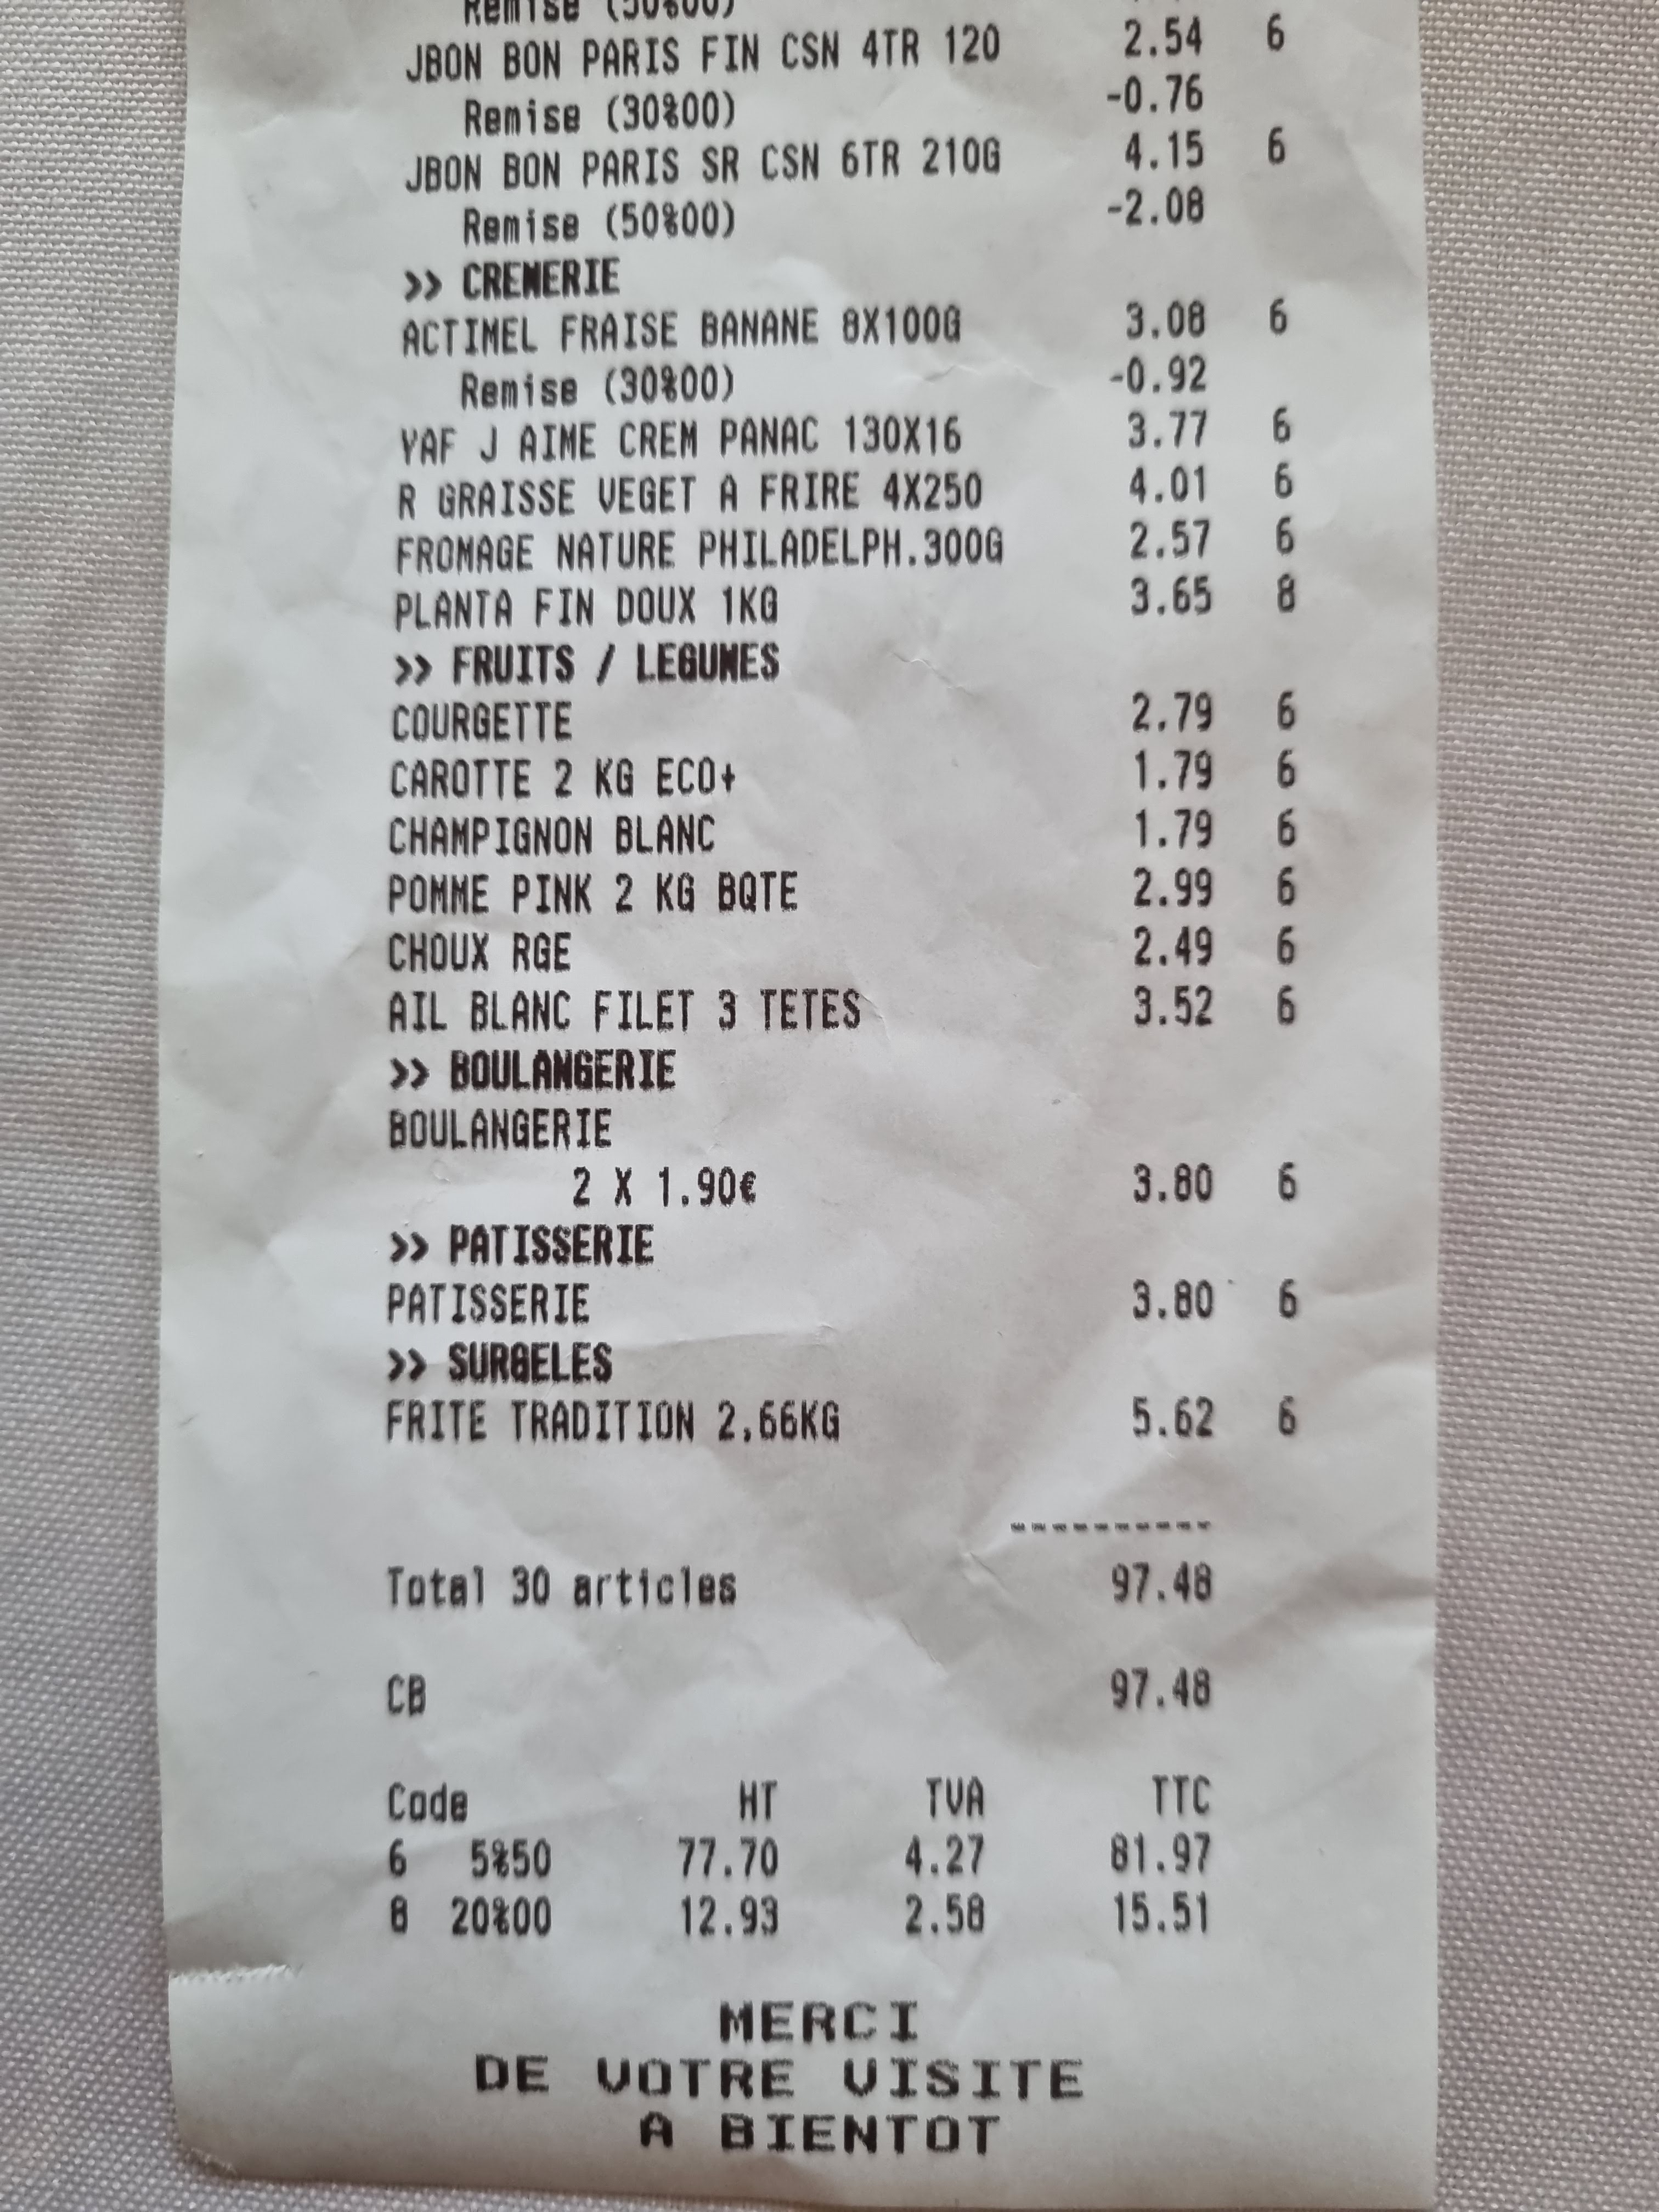 Remise (50%00)
JBON BON PARIS FIN CSN 4TR 120 2.54 6
Remise (30%00) -0.76
JBON BON PARIS SR CSN 6TR 210G 4.15 6
Remise (50%00) -2.08
>> CREMERIE
ACTIMEL FRAISE BANANE 8X100G 3.08 6
Remise (30%00) -0.92
YAF J AIME CREM PANAC 130X16 3.77 6
R GRAISSE VEGET A FRIRE 4X250 4.01 6
FROMAGE NATURE PHILADELPH.300G 2.57 6
PLANTA FIN DOUX 1KG 3.65 8
>> FRUITS / LEGUMES
COURGETTE 2.79 6
CAROTTE 2 KG ECO+ 1.79 6
CHAMPIGNON BLANC 1.79 6
POMME PINK 2 KG BQTE 2.99 6
CHOUX RGE 2.49 6
AIL BLANC FILET 3 TETES 3.52 6
>> BOULANGERIE
BOULANGERIE
2 X 1.90€ 3.80 6
>> PATISSERIE
PATISSERIE 3.80 6
>> SURGELES
FRITE TRADITION 2,66KG 5.62 6
----------
Total 30 articles 97.48
CB 97.48
Code HT TVA TTC
6 5%50 77.70 4.27 81.97
8 20%00 12.93 2.58 15.51
MERCI
DE VOTRE VISITE
A BIENTOT